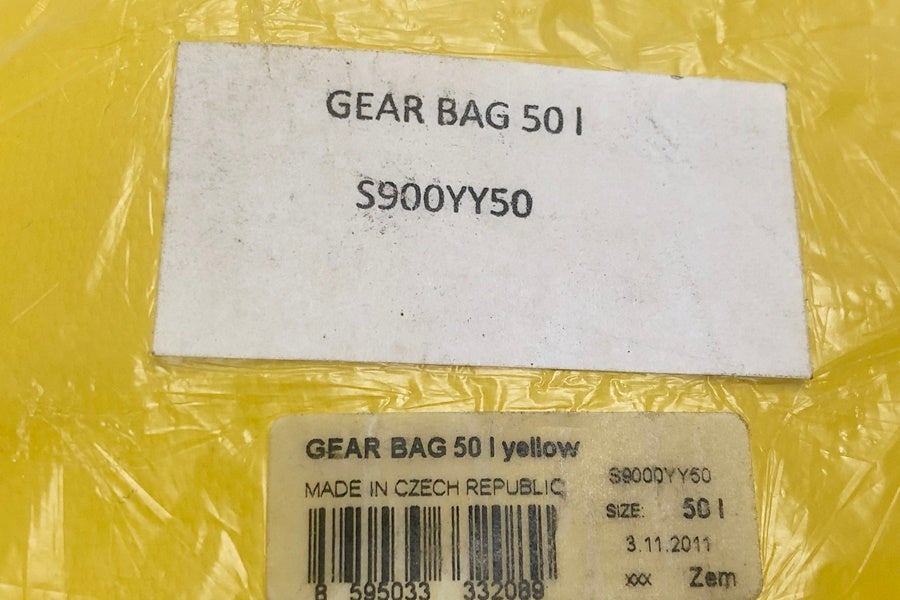 GEAR BAG 50 l
S900YY50
GEAR BAG 50 l yellow
MADE IN CZECH REPUBLIC
S9000YY50
SIZE: 50 l
3.11.2011
xxx Zem
8 595033 332089